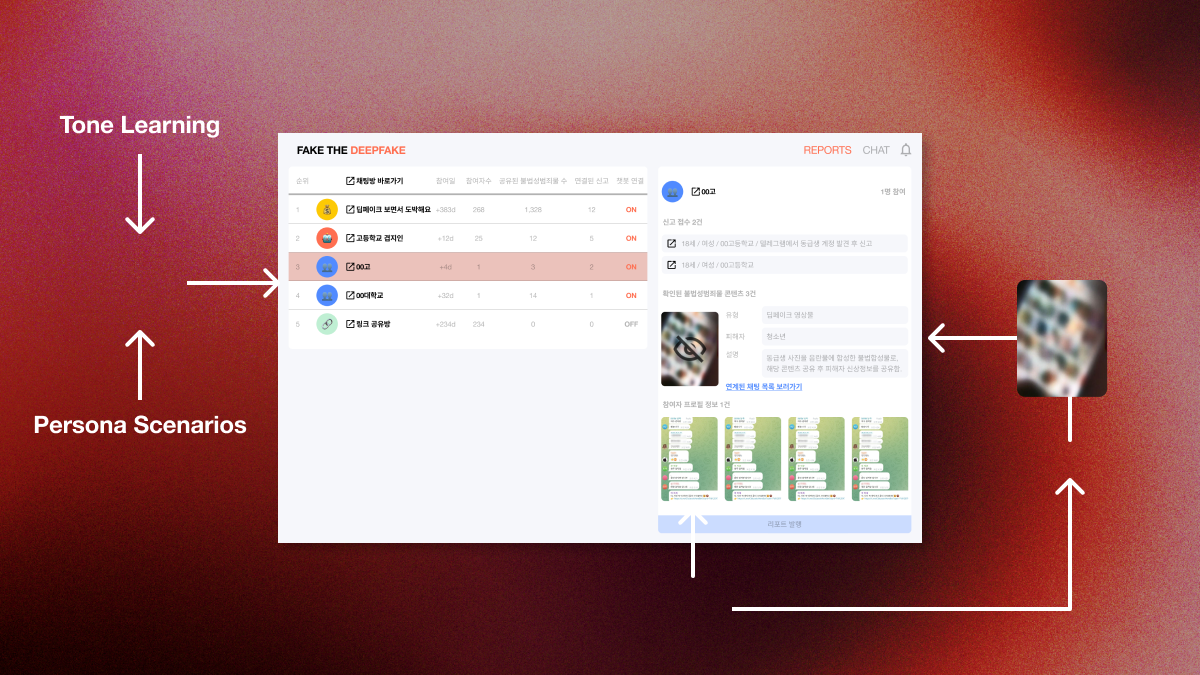 Tone Learning
Persona Scenarios
FAKE THE DEEPFAKE
REPORTS CHAT
순위 채팅방 바로가기 참여일 참여자수 공유된 불법성범죄물 수 연결된 신고 챗봇 연결
1 딥페이크 보면서 도박해요 +383d 268 1,328 12 ON
2 고등학교 겹지인 +12d 25 12 5 ON
3 00고 +4d 1 3 2 ON
4 00대학교 +32d 1 14 1 ON
5 링크 공유방 +234d 234 0 0 OFF
00고 1명 참여
신고 접수 2건
18세 / 여성 / 00고등학교 / 텔레그램에서 동급생 계정 발견 후 신고
18세 / 여성 / 00고등학교
확인된 불법성범죄물 콘텐츠 3건
유형 딥페이크 영상물
피해자 청소년
설명 동급생 사진을 음란물에 합성한 불법합성물로,
해당 콘텐츠 공유 후 피해자 신상정보를 공유함.
연계된 채팅 목록 보러가기
참여자 프로필 정보 1건
리포트 발행